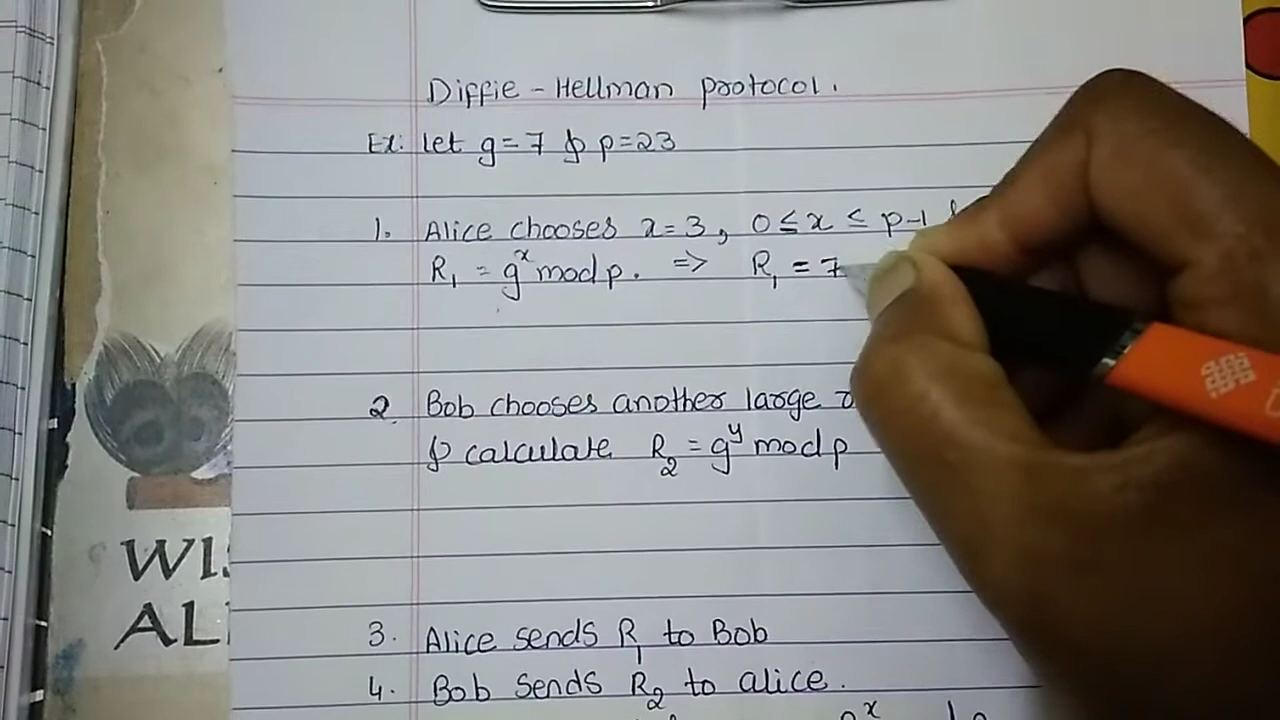 Diffie - Hellman protocol.
Ex: let g=7 & p=23
1. Alice chooses x=3, 0≤x≤p-1 &
R₁ = gˣ mod p. => R₁ = 7
2. Bob chooses another large
& calculate R₂ = gʸ mod p
3. Alice sends R₁ to Bob
4. Bob sends R₂ to alice.
WI
AL